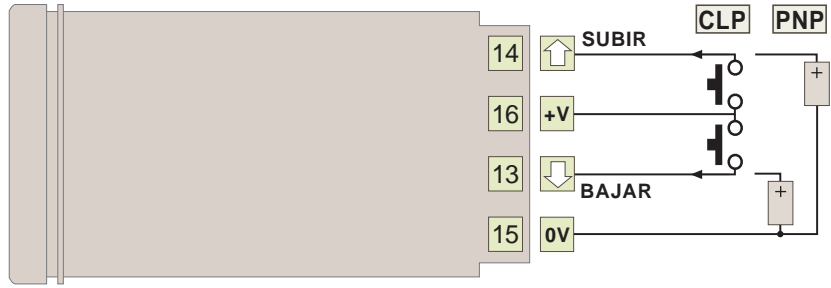 CLP PNP
14 SUBIR
+
16 +V
13 BAJAR
+
15 0V